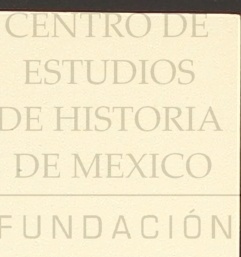 CENTRO DE
ESTUDIOS
DE HISTORIA
DE MEXICO
FUNDACIÓN